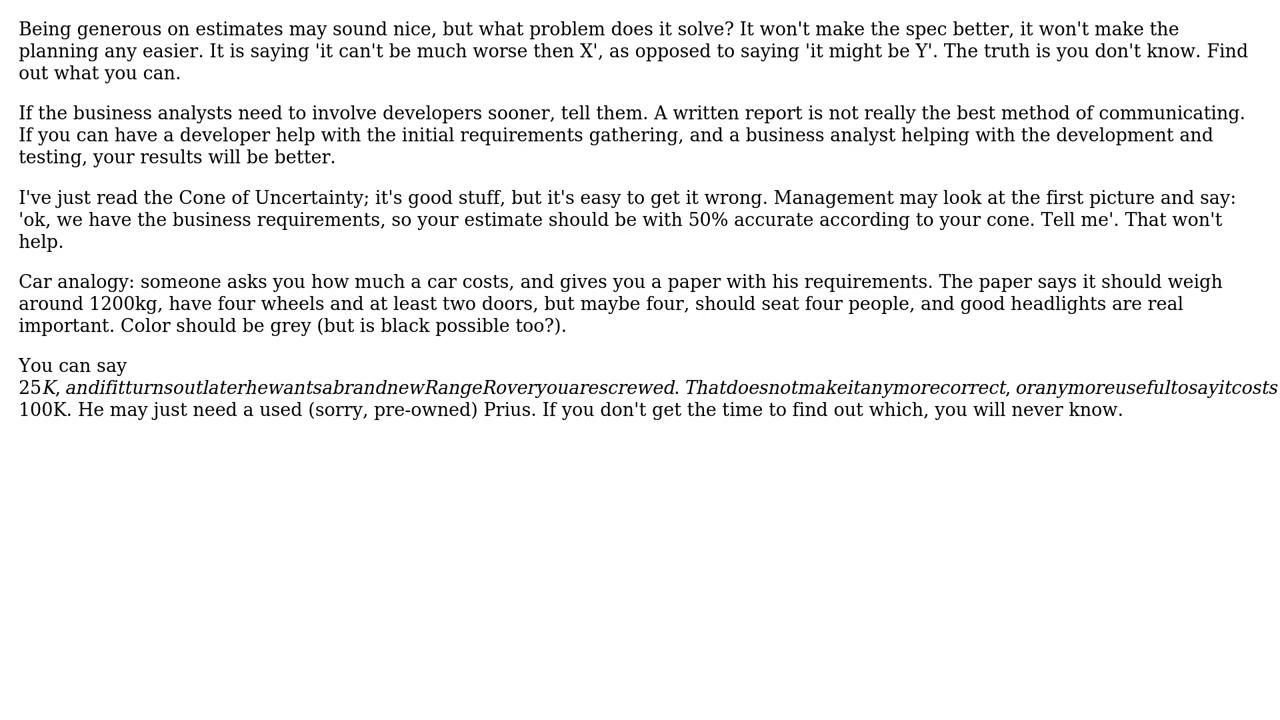 Being generous on estimates may sound nice, but what problem does it solve? It won't make the spec better, it won't make the
planning any easier. It is saying 'it can't be much worse then X', as opposed to saying 'it might be Y'. The truth is you don't know. Find
out what you can.
If the business analysts need to involve developers sooner, tell them. A written report is not really the best method of communicating.
If you can have a developer help with the initial requirements gathering, and a business analyst helping with the development and
testing, your results will be better.
I've just read the Cone of Uncertainty; it's good stuff, but it's easy to get it wrong. Management may look at the first picture and say:
'ok, we have the business requirements, so your estimate should be with 50% accurate according to your cone. Tell me'. That won't
help.
Car analogy: someone asks you how much a car costs, and gives you a paper with his requirements. The paper says it should weigh
around 1200kg, have four wheels and at least two doors, but maybe four, should seat four people, and good headlights are real
important. Color should be grey (but is black possible too?).
You can say
25K, andifitturnsoutlaterhewantsabrandnewRangeRoveryouarescrewed. Thatdoesnotmakeitanymorecorrect, oranymoreusefultosayitcosts
100K. He may just need a used (sorry, pre-owned) Prius. If you don't get the time to find out which, you will never know.